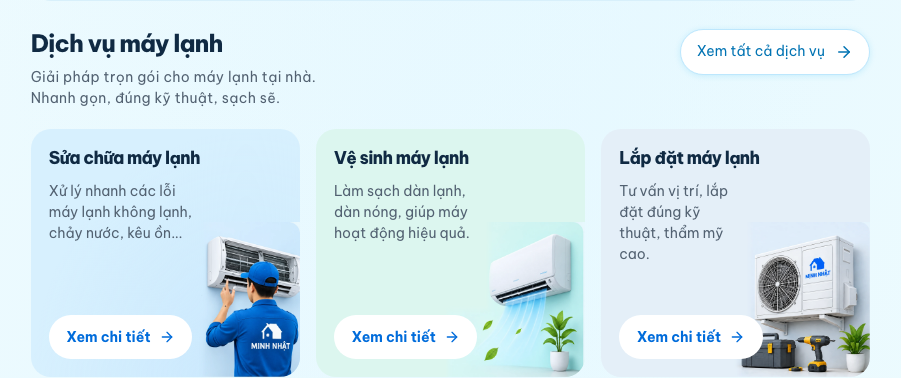 Dịch vụ máy lạnh
Xem tất cả dịch vụ
Giải pháp trọn gói cho máy lạnh tại nhà.
Nhanh gọn, đúng kỹ thuật, sạch sẽ.
Sửa chữa máy lạnh
Xử lý nhanh các lỗi
máy lạnh không lạnh,
chảy nước, kêu ồn...
MINH NHẬT
Xem chi tiết
Vệ sinh máy lạnh
Làm sạch dàn lạnh,
dàn nóng, giúp máy
hoạt động hiệu quả.
Xem chi tiết
Lắp đặt máy lạnh
Tư vấn vị trí, lắp
đặt đúng kỹ
thuật, thẩm mỹ
cao.
MINH NHẬT
Xem chi tiết